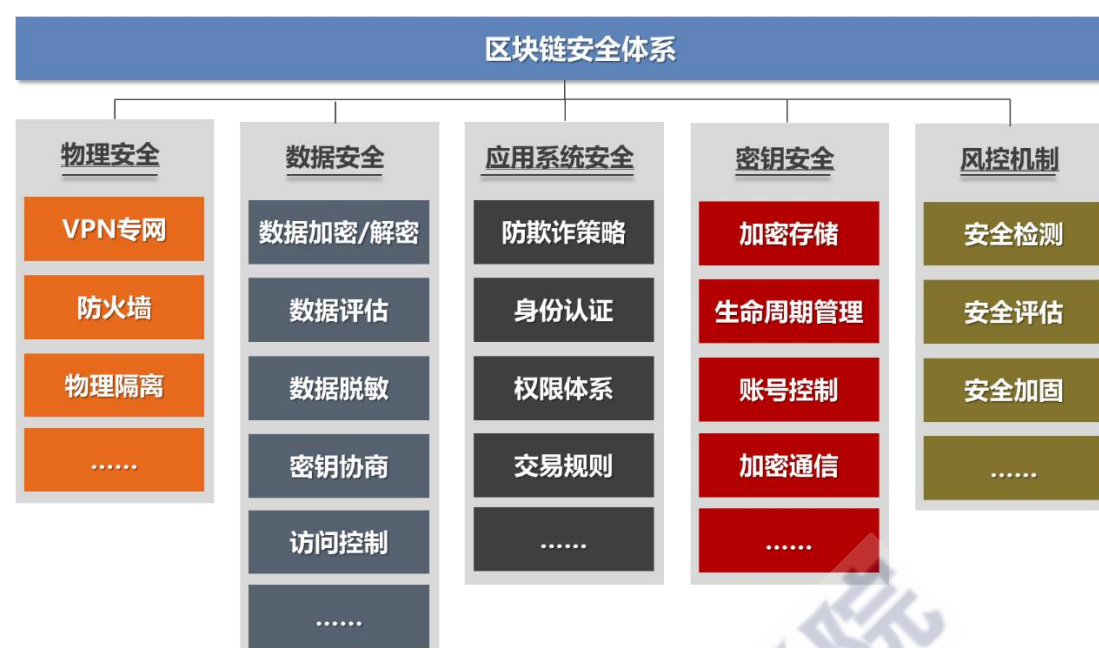 区块链安全体系
物理安全
VPN专网
防火墙
物理隔离
……
数据安全
数据加密/解密
数据评估
数据脱敏
密钥协商
访问控制
……
应用系统安全
防欺诈策略
身份认证
权限体系
交易规则
……
密钥安全
加密存储
生命周期管理
账号控制
加密通信
……
风控机制
安全检测
安全评估
安全加固
……
院